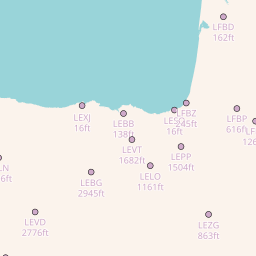 LFBD
162ft
LEXJ
16ft
LEBB
138ft
LESO
16ft
LFBZ
245ft
LFBP
616ft
LEVT
1682ft
LEPP
1504ft
LELO
1161ft
LEBG
2945ft
LEVD
2776ft
LEZG
863ft